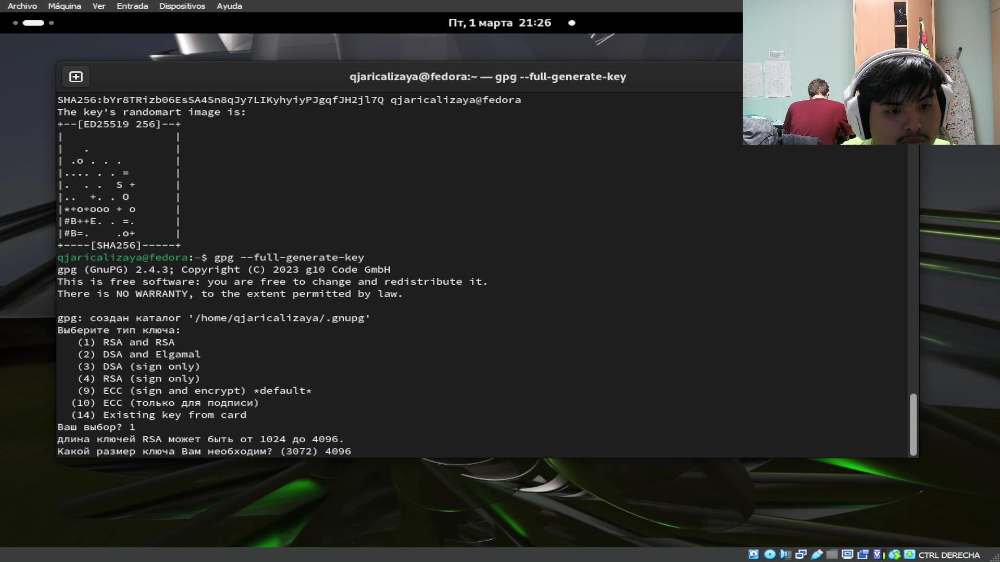 Archivo Máquina Ver Entrada Dispositivos Ayuda
Пт, 1 марта 21:26
qjaricalizaya@fedora:~ — gpg --full-generate-key
SHA256:bYr8TRizb06EsSA4Sn8qJy7LIKyhyiyPJgqfJH2jl7Q qjaricalizaya@fedora
The key's randomart image is:
+--[ED25519 256]--+
|                 |
|   .             |
| .o . . .        |
|.... . . =       |
|.  . .  S +      |
|..  +. . O       |
|*+o+ooo + o      |
|#B++E. . =.      |
|#B=.    .o+      |
+----[SHA256]-----+
qjaricalizaya@fedora:~$ gpg --full-generate-key
gpg (GnuPG) 2.4.3; Copyright (C) 2023 g10 Code GmbH
This is free software: you are free to change and redistribute it.
There is NO WARRANTY, to the extent permitted by law.
gpg: создан каталог '/home/qjaricalizaya/.gnupg'
Выберите тип ключа:
(1) RSA and RSA
(2) DSA and Elgamal
(3) DSA (sign only)
(4) RSA (sign only)
(9) ECC (sign and encrypt) *default*
(10) ECC (только для подписи)
(14) Existing key from card
Ваш выбор? 1
длина ключей RSA может быть от 1024 до 4096.
Какой размер ключа Вам необходим? (3072) 4096
CTRL DERECHA